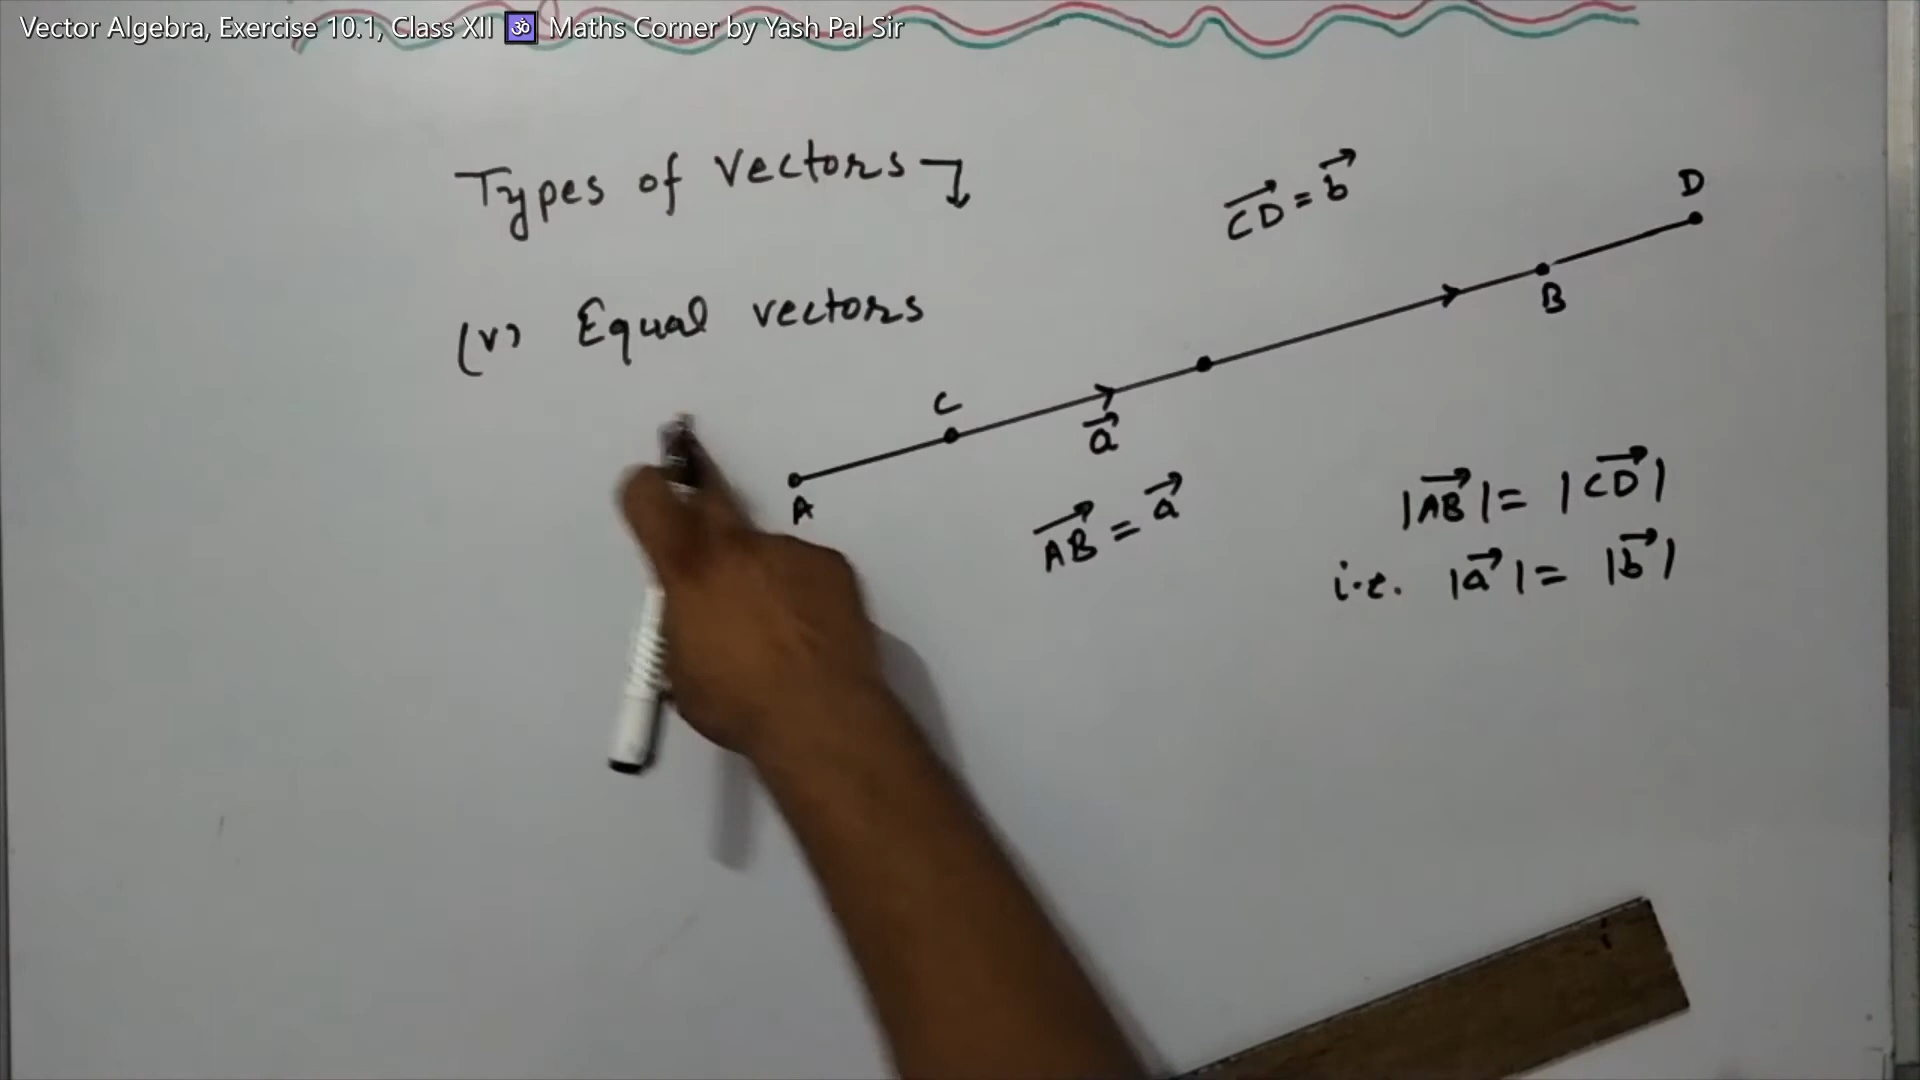 Vector Algebra, Exercise 10.1, Class XII 🕉 Maths Corner by Yash Pal Sir
Types of vectors
(v) Equal vectors
CD⃗ = b⃗
D
B
C
a⃗
A
AB⃗ = a⃗
|AB⃗| = |CD⃗|
i.e. |a⃗| = |b⃗|